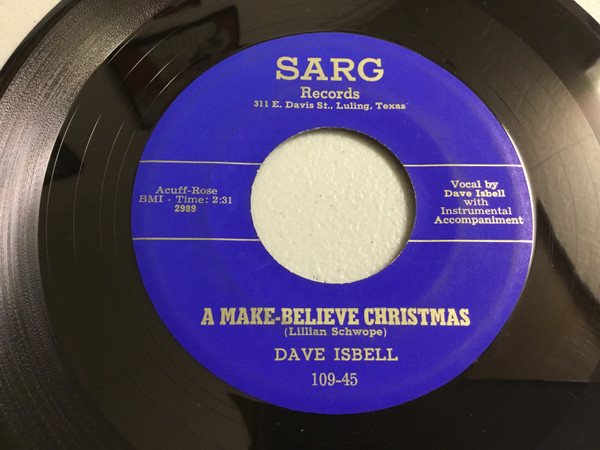 SARG
Records
311 E. Davis St., Luling, Texas
Acuff-Rose
BMI - Time: 2:31
2989
Vocal by
Dave Isbell
with
Instrumental
Accompaniment
A MAKE-BELIEVE CHRISTMAS
(Lillian Schwope)
DAVE ISBELL
109-45